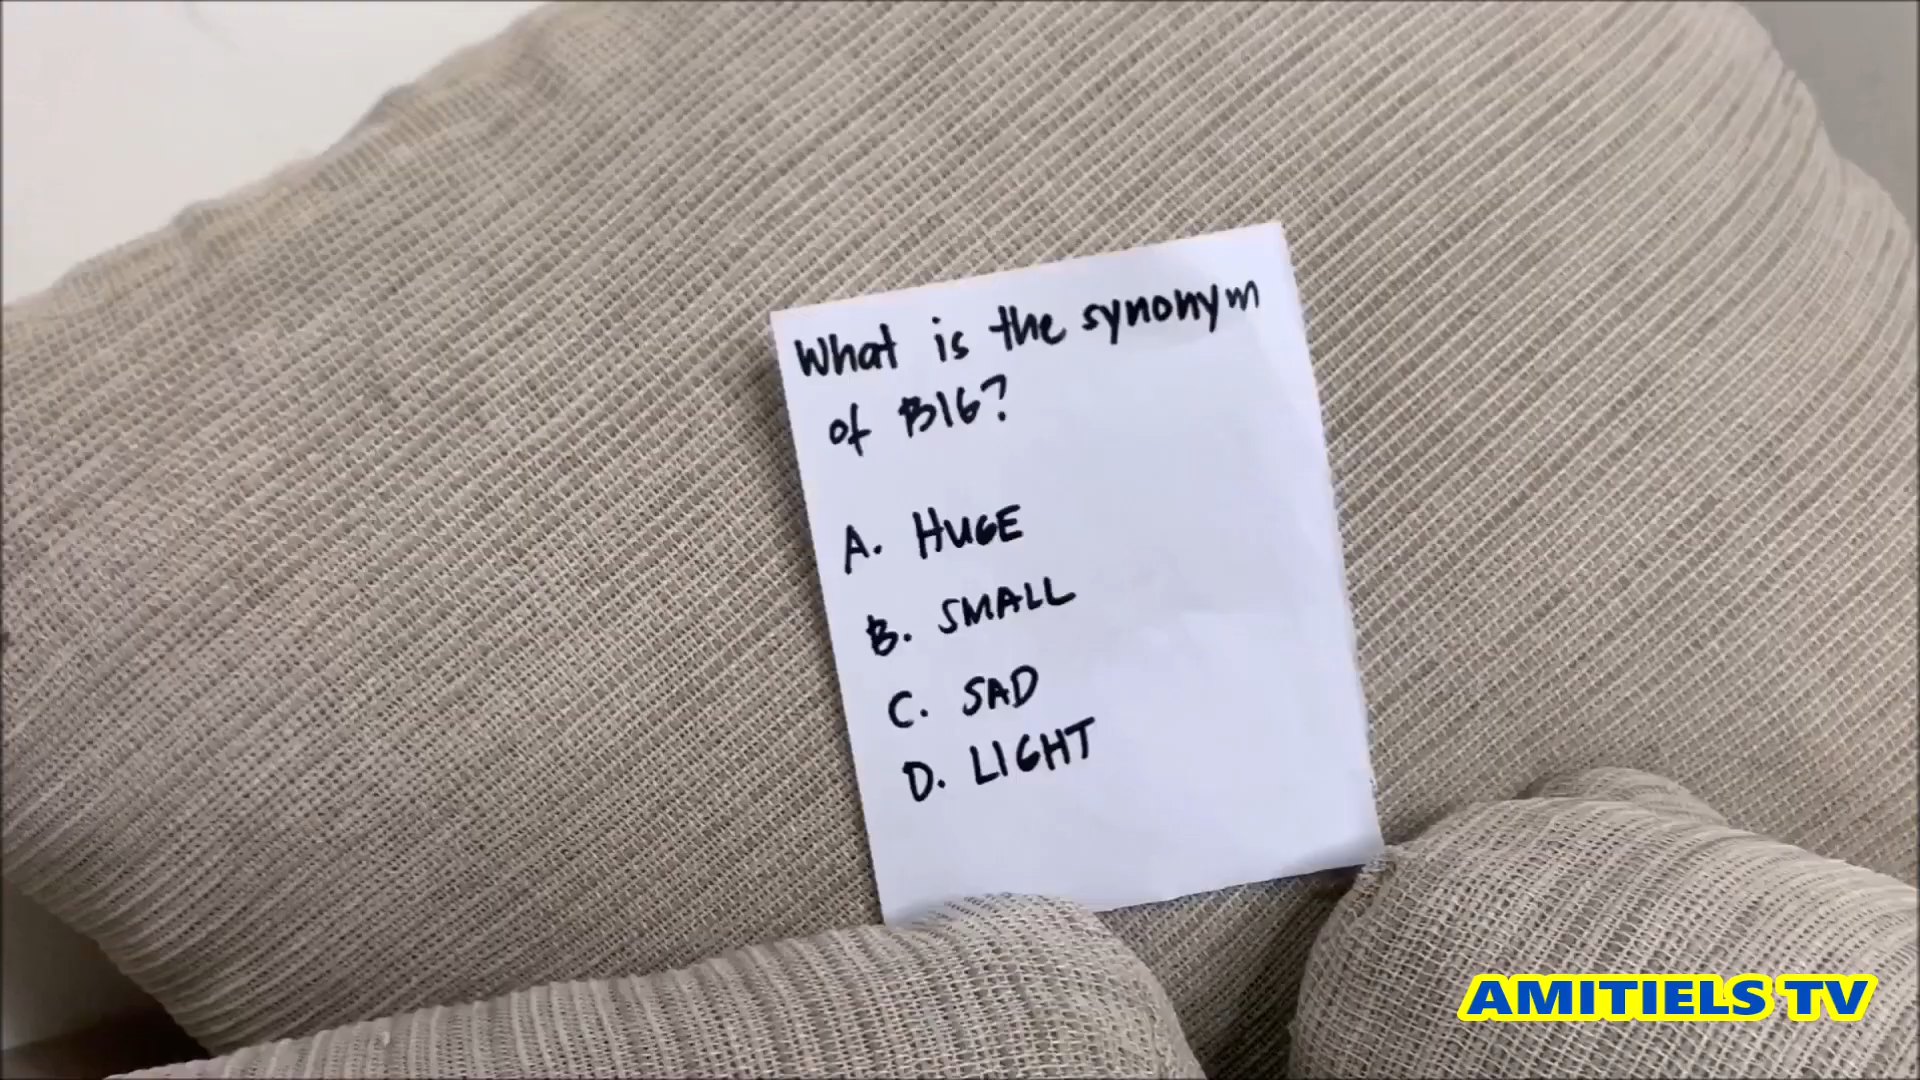 What is the synonym
of BIG?
A. HUGE
B. SMALL
C. SAD
D. LIGHT
AMITIELS TV